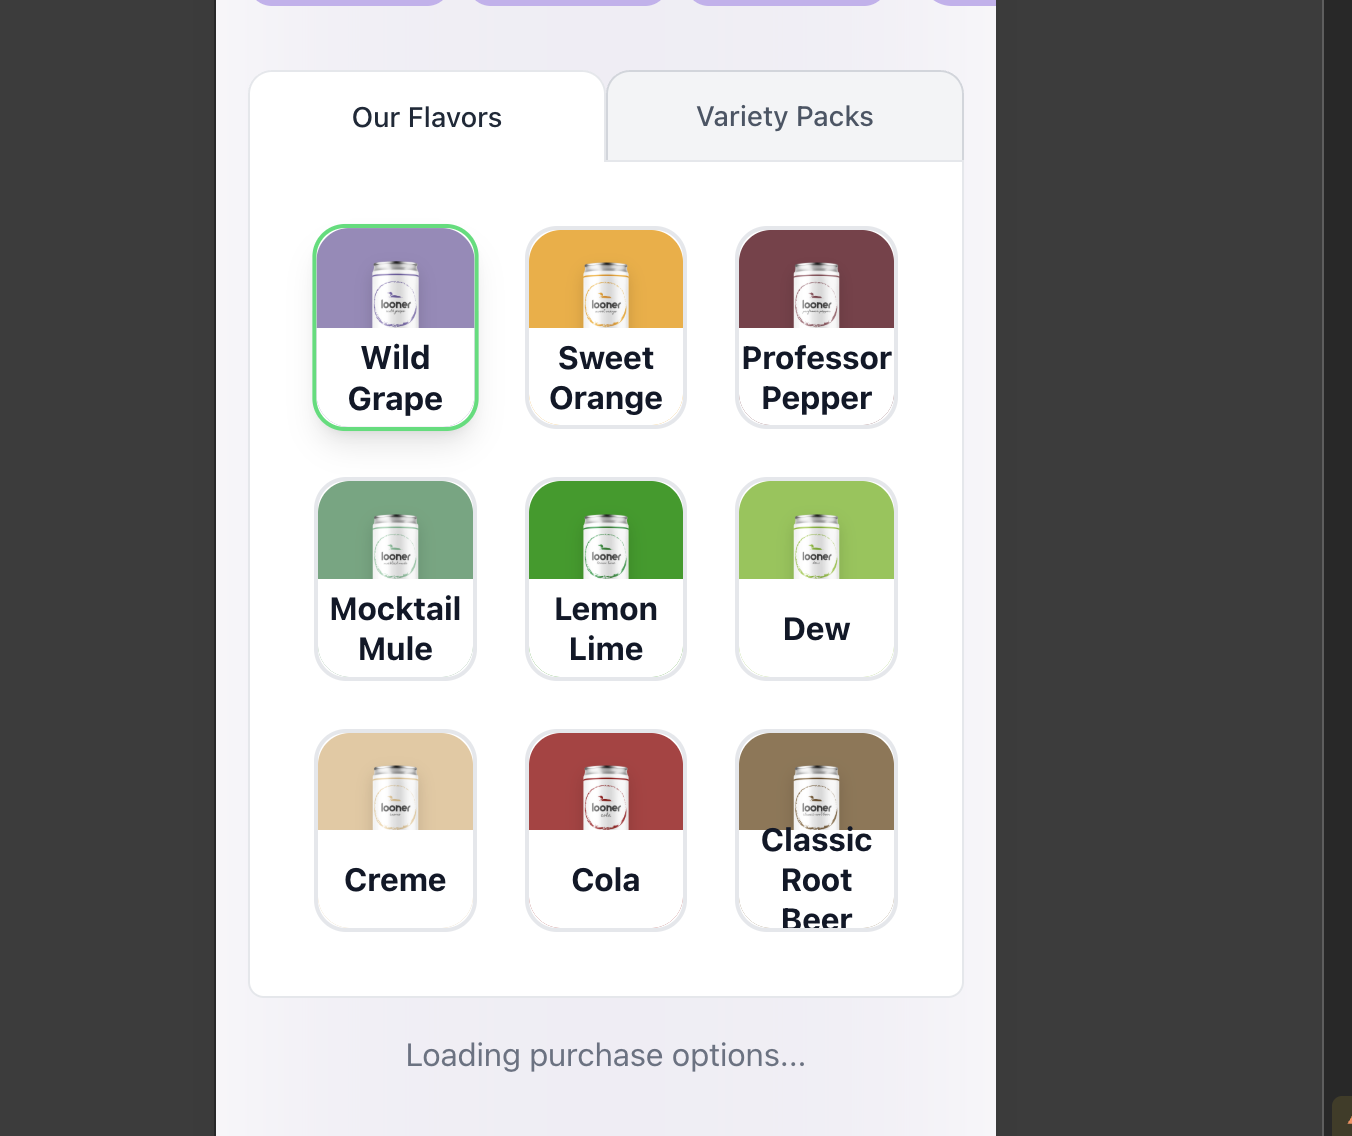 Our Flavors
Variety Packs
looner
looner
looner
Wild
Grape
Sweet
Orange
Professor
Pepper
looner
looner
looner
Mocktail
Mule
Lemon
Lime
Dew
looner
looner
looner
Creme
Cola
Classic
Root
Beer
Loading purchase options...